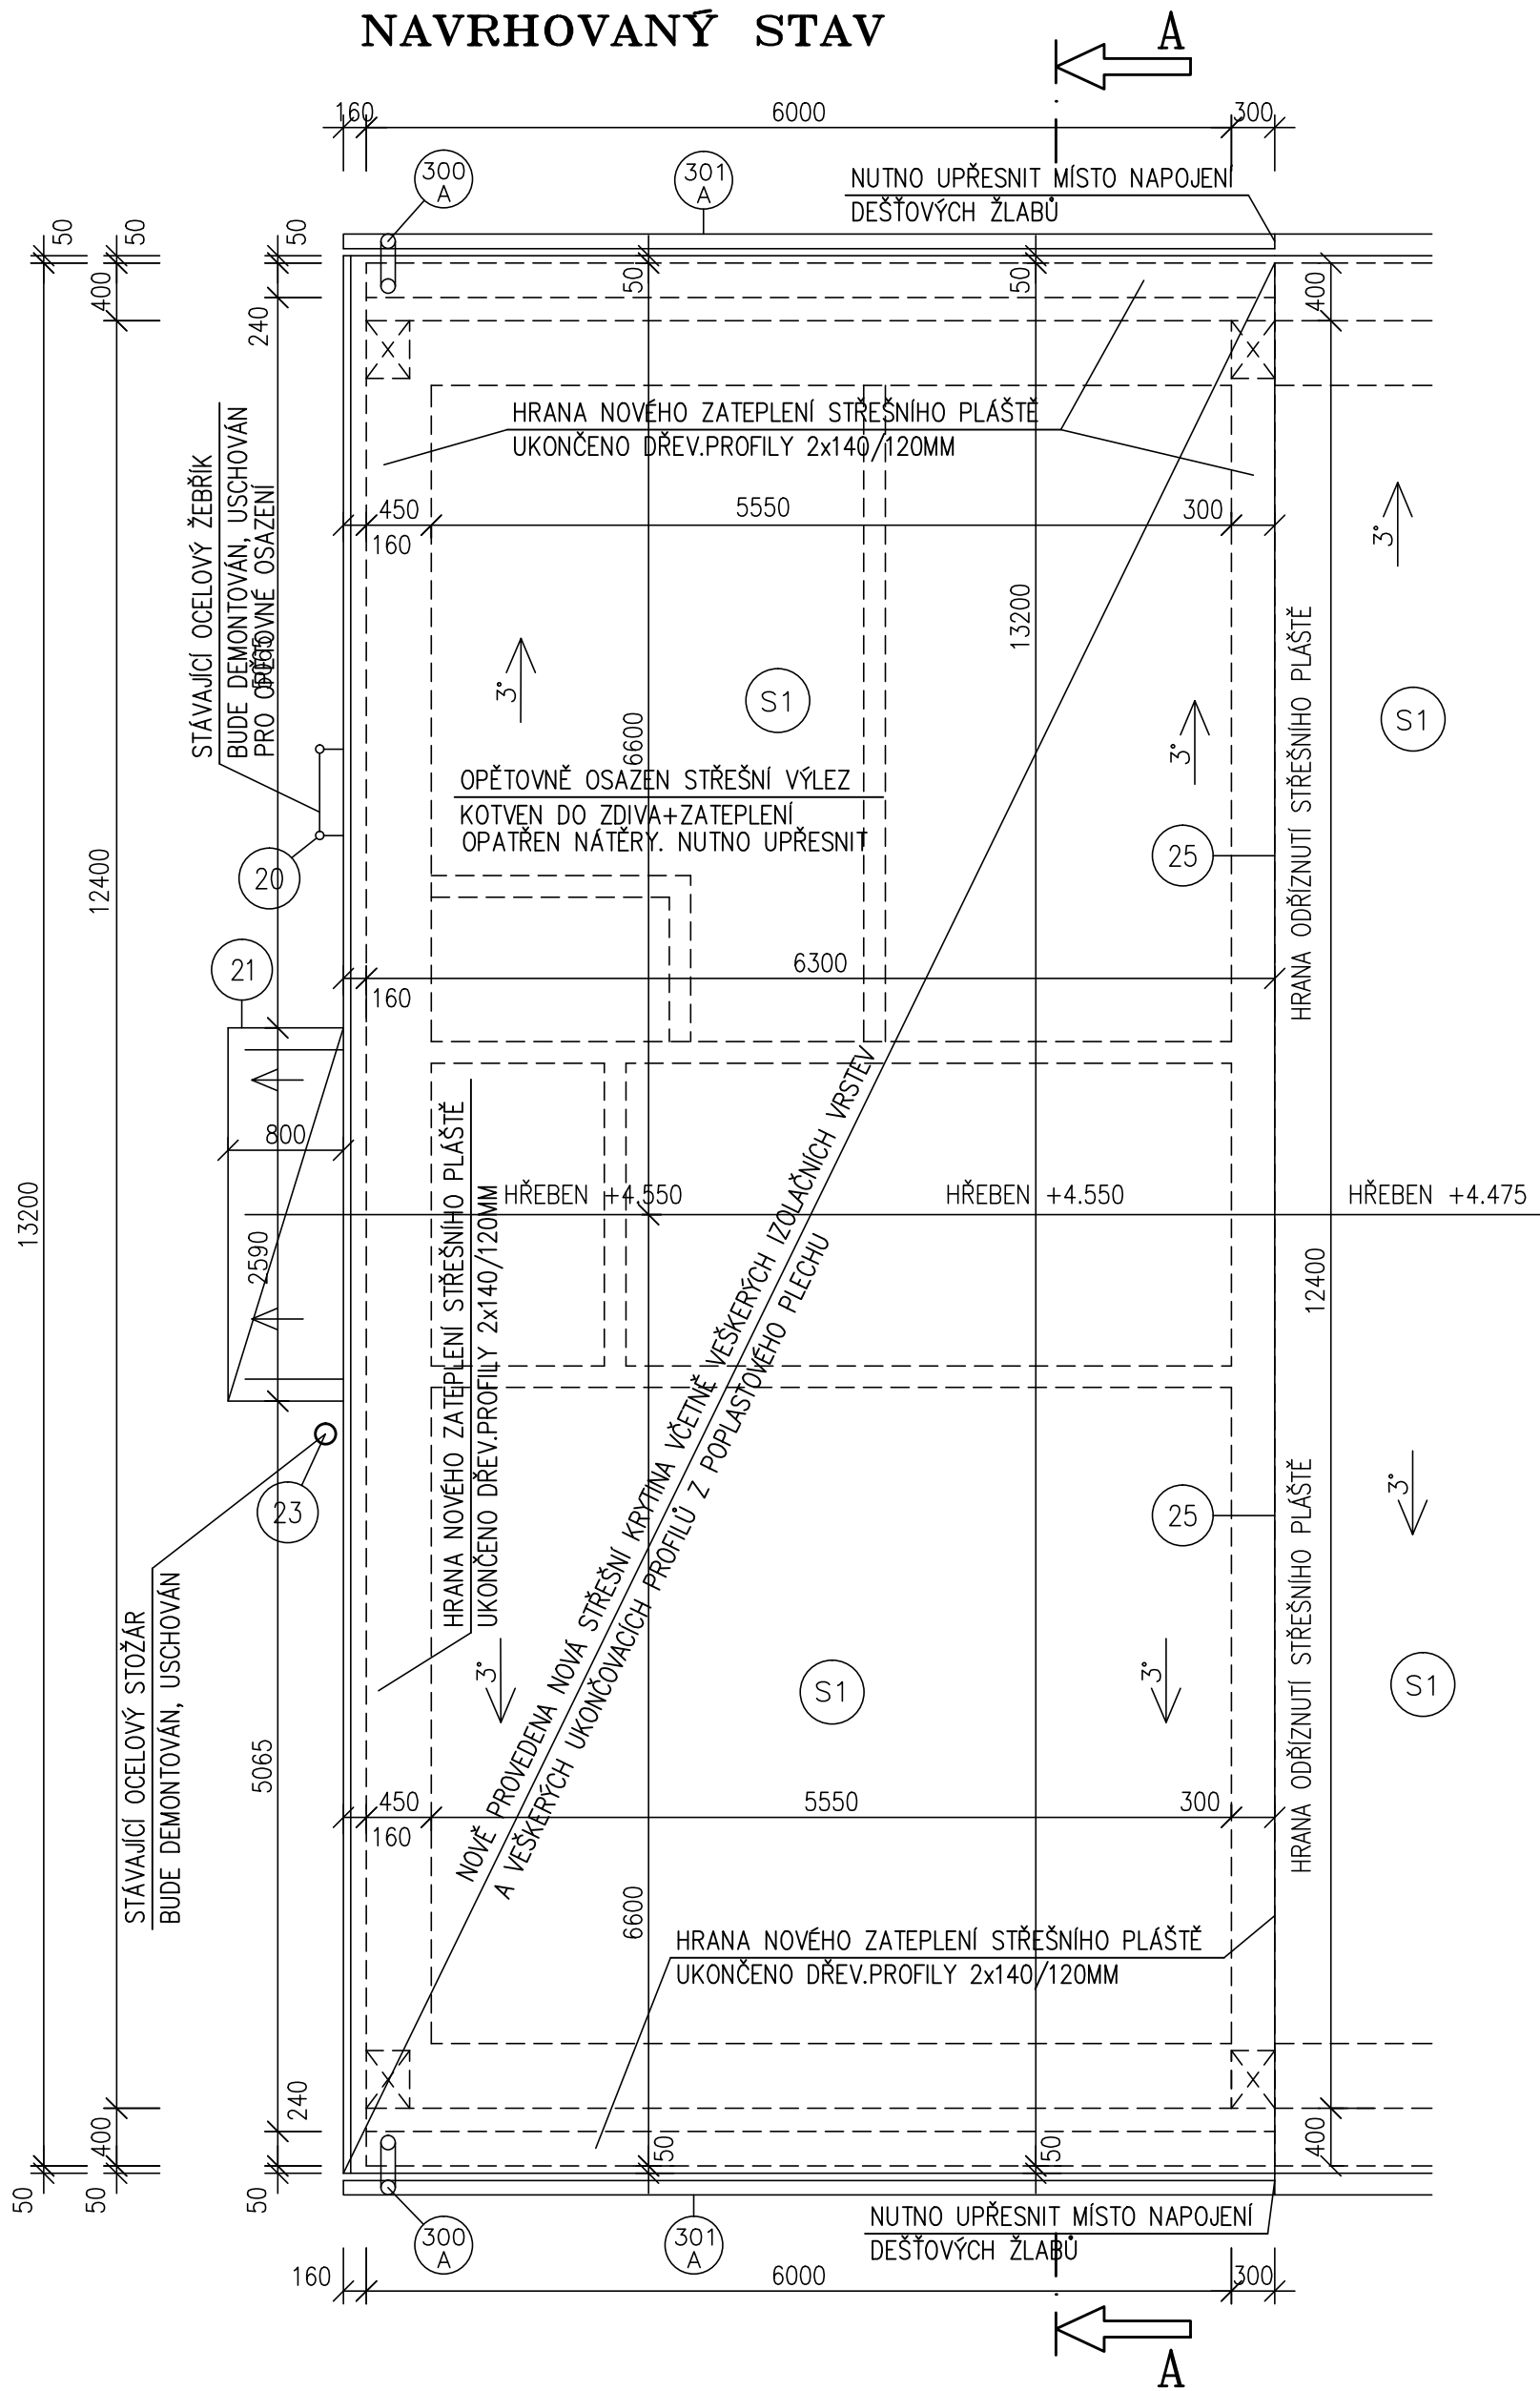 NAVRHOVANÝ STAV
A
160
6000
300
300
A
301
A
NUTNO UPŘESNIT MÍSTO NAPOJENÍ
DEŠŤOVÝCH ŽLABŮ
50
50
50
400
240
50
50
400
HRANA NOVÉHO ZATEPLENÍ STŘEŠNÍHO PLÁŠTĚ
UKONČENO DŘEV.PROFILY 2x140/120MM
STÁVAJÍCÍ OCELOVÝ ŽEBŘÍK
BUDE DEMONTOVÁN, USCHOVÁN
PRO OPĚTOVNÉ OSAZENÍ
450
5550
300
160
3°
13200
3°
S1
S1
6600
3°
HRANA ODŘÍZNUTÍ STŘEŠNÍHO PLÁŠTĚ
OPĚTOVNĚ OSAZEN STŘEŠNÍ VÝLEZ
KOTVEN DO ZDIVA+ZATEPLENÍ
OPATŘEN NÁTĚRY. NUTNO UPŘESNIT
12400
20
25
21
6300
160
800
HŘEBEN +4.550
HŘEBEN +4.550
HŘEBEN +4.475
13200
2590
12400
HRANA NOVÉHO ZATEPLENÍ STŘEŠNÍHO PLÁŠTĚ
UKONČENO DŘEV.PROFILY 2x140/120MM
NOVĚ PROVEDENA NOVÁ STŘEŠNÍ KRYTINA VČETNĚ VEŠKERÝCH IZOLAČNÍCH VRSTEV
A VEŠKERÝCH UKONČOVACÍCH PROFILŮ Z POPLASTOVÉHO PLECHU
23
25
3°
HRANA ODŘÍZNUTÍ STŘEŠNÍHO PLÁŠTĚ
STÁVAJÍCÍ OCELOVÝ STOŽÁR
BUDE DEMONTOVÁN, USCHOVÁN
3°
S1
3°
S1
5065
450
5550
300
160
6600
HRANA NOVÉHO ZATEPLENÍ STŘEŠNÍHO PLÁŠTĚ
UKONČENO DŘEV.PROFILY 2x140/120MM
240
400
50
50
400
50
50
50
NUTNO UPŘESNIT MÍSTO NAPOJENÍ
DEŠŤOVÝCH ŽLABŮ
300
A
301
A
160
6000
300
A